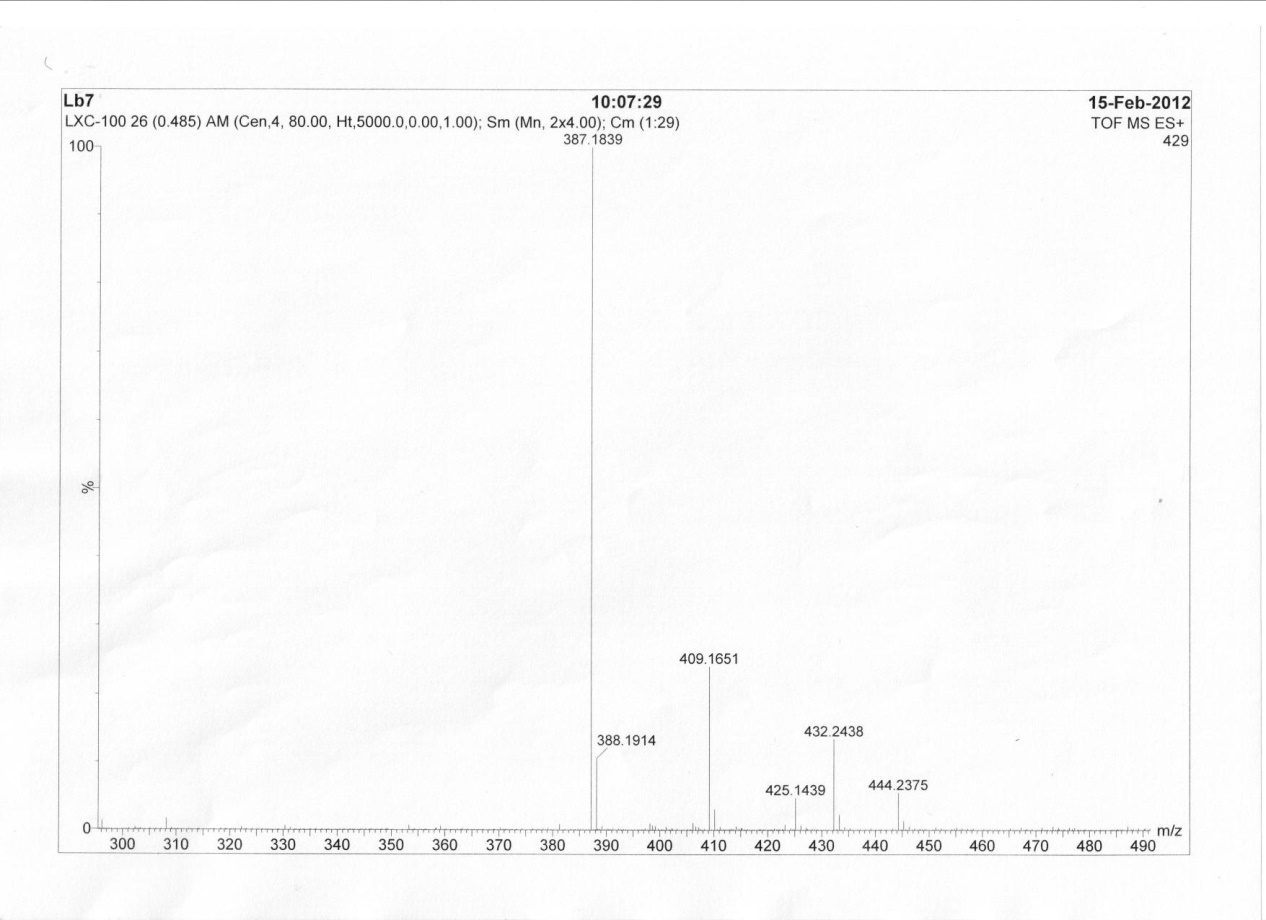 Lb7 10:07:29 15-Feb-2012
LXC-100 26 (0.485) AM (Cen,4, 80.00, Ht,5000.0,0.00,1.00); Sm (Mn, 2x4.00); Cm (1:29) TOF MS ES+
387.1839 429
100
%
409.1651
432.2438
388.1914
444.2375
425.1439
0 m/z
300 310 320 330 340 350 360 370 380 390 400 410 420 430 440 450 460 470 480 490